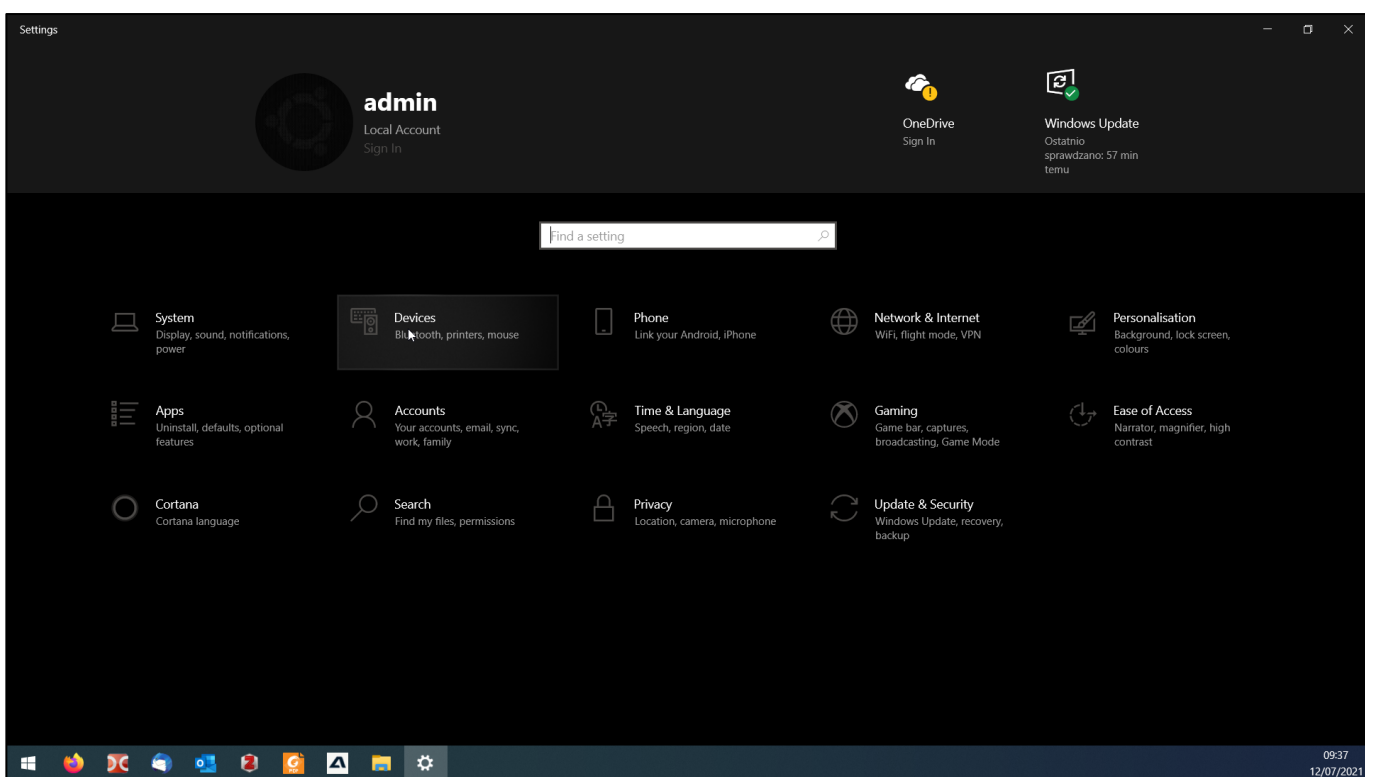 Settings
admin
Local Account
Sign In
OneDrive
Sign In
Windows Update
Ostatnio
sprawdzano: 57 min
temu
Find a setting
System
Display, sound, notifications,
power
Devices
Bluetooth, printers, mouse
Phone
Link your Android, iPhone
Network & Internet
WiFi, flight mode, VPN
Personalisation
Background, lock screen,
colours
Apps
Uninstall, defaults, optional
features
Accounts
Your accounts, email, sync,
work, family
Time & Language
Speech, region, date
Gaming
Game bar, captures,
broadcasting, Game Mode
Ease of Access
Narrator, magnifier, high
contrast
Cortana
Cortana language
Search
Find my files, permissions
Privacy
Location, camera, microphone
Update & Security
Windows Update, recovery,
backup
09:37
12/07/2021